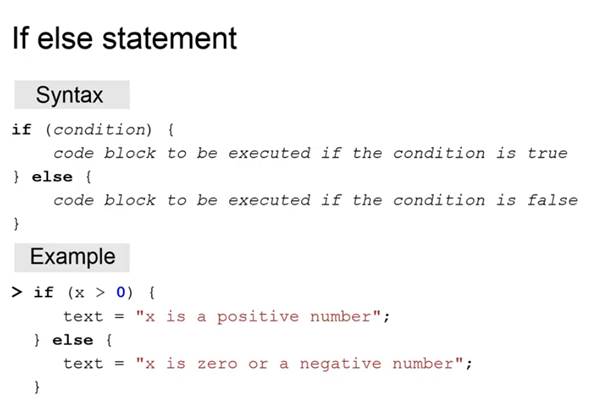 If else statement
Syntax
if (condition) {
code block to be executed if the condition is true
} else {
code block to be executed if the condition is false
}
Example
> if (x > 0) {
text = "x is a positive number";
} else {
text = "x is zero or a negative number";
}